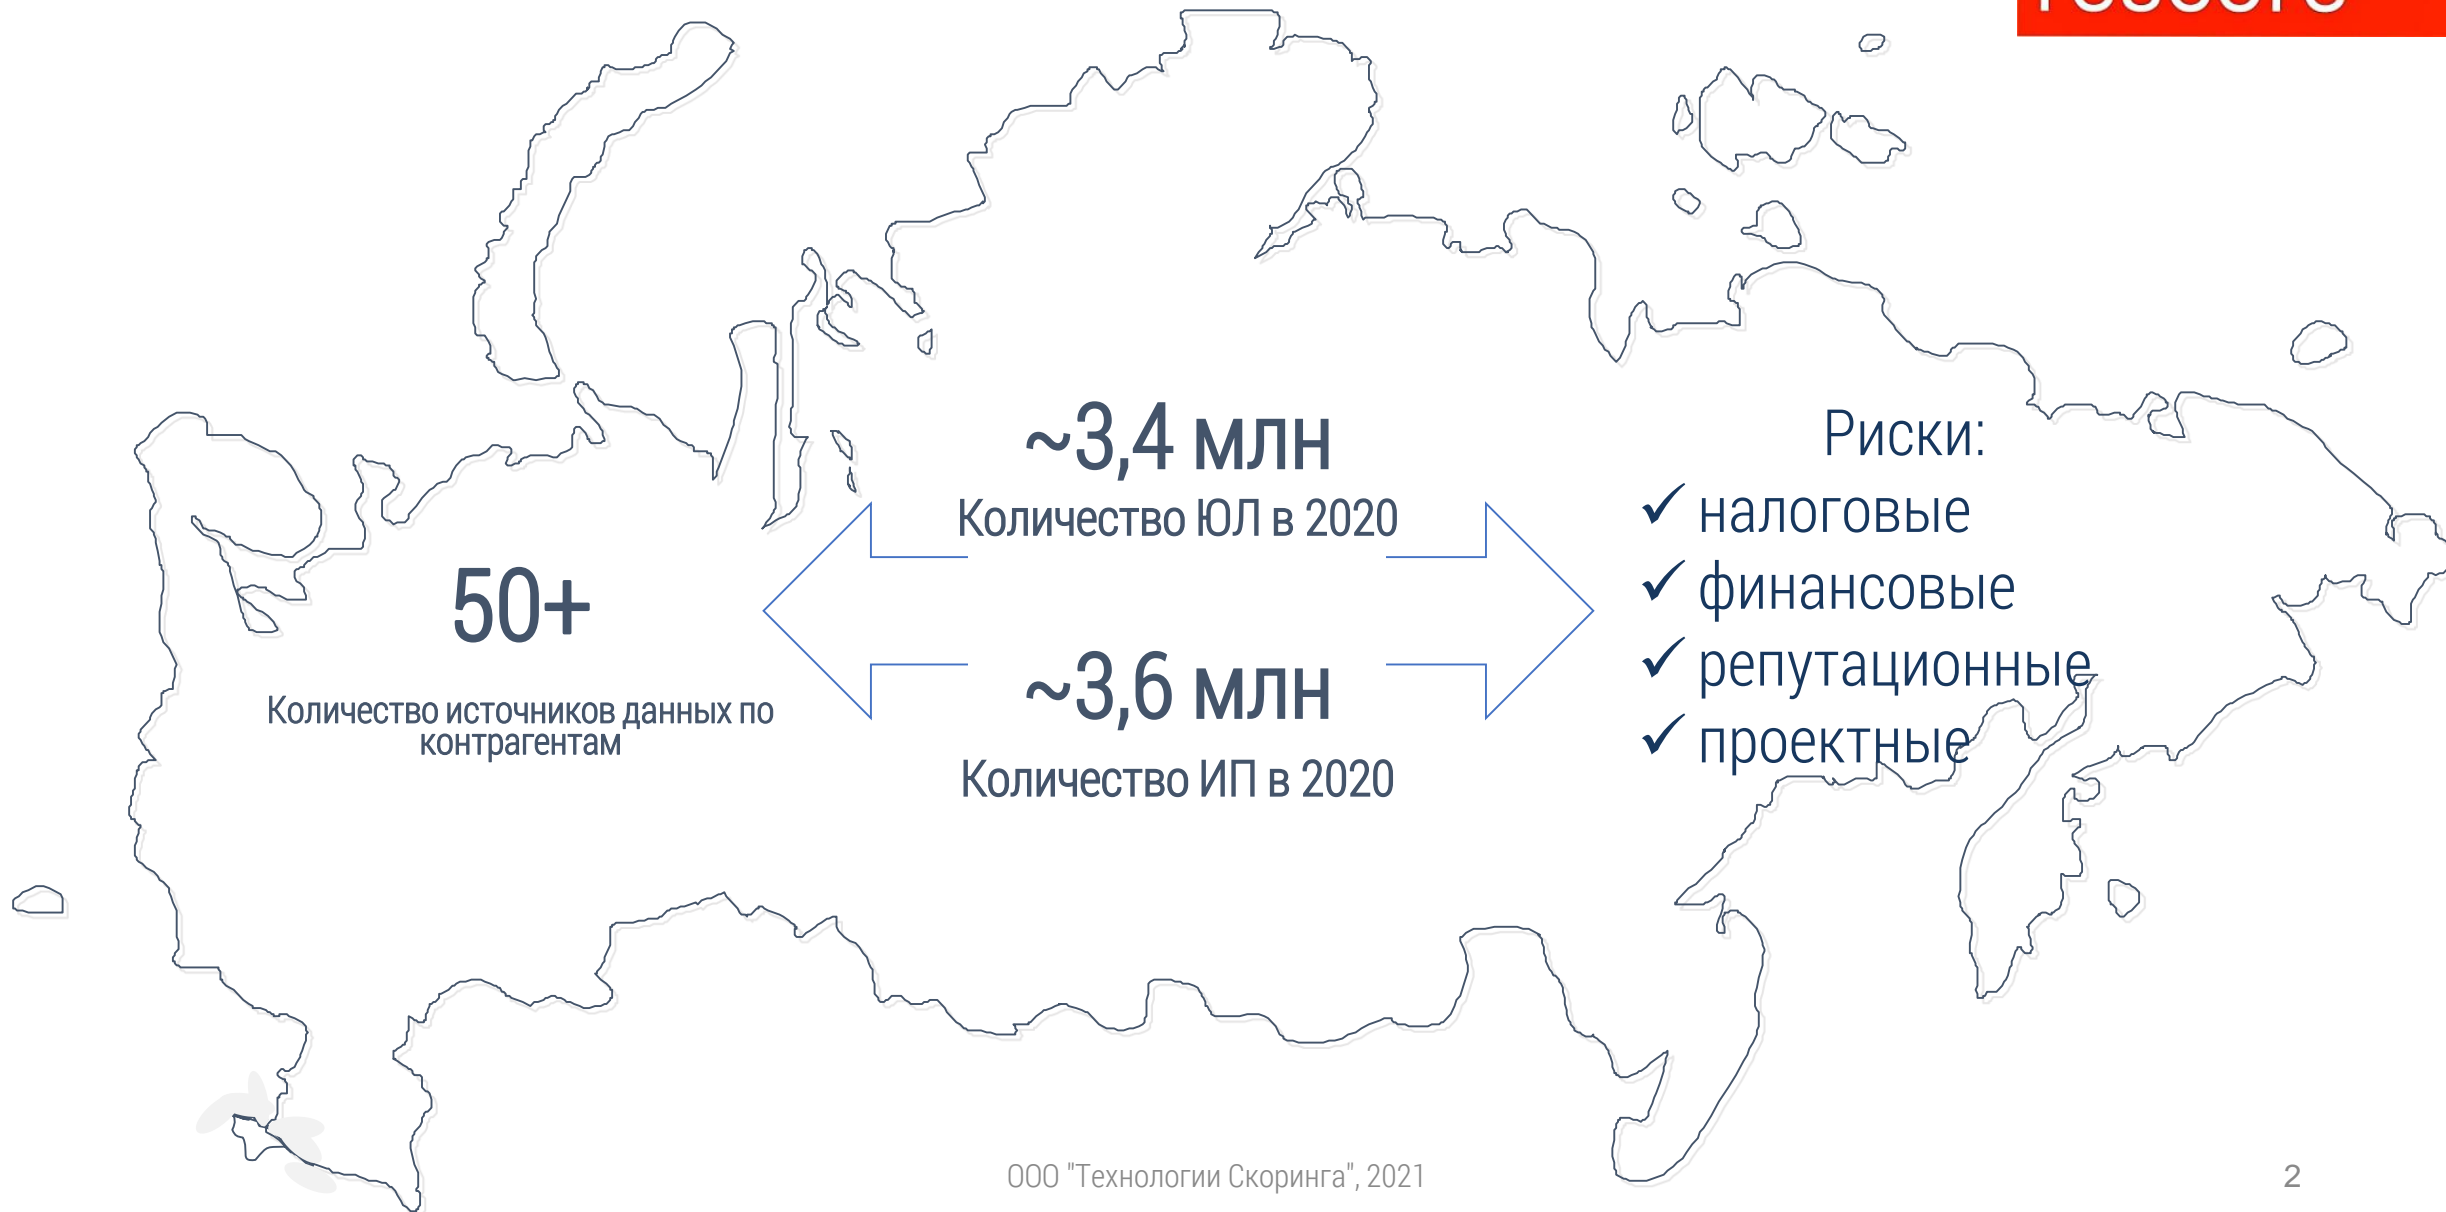 ~3,4 млн
Количество ЮЛ в 2020
50+
Количество источников данных по
контрагентам
~3,6 млн
Количество ИП в 2020
Риски:
✓ налоговые
✓ финансовые
✓ репутационные
✓ проектные
ООО "Технологии Скоринга", 2021
2